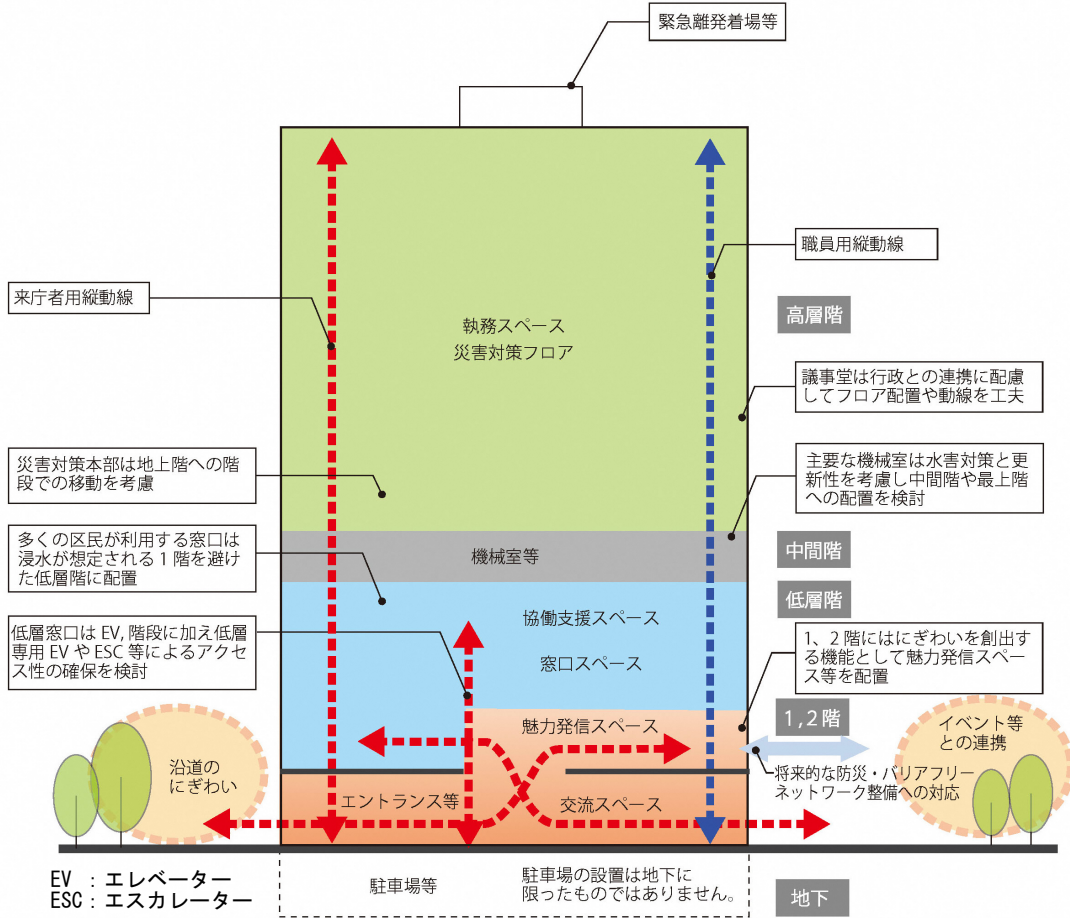 緊急離発着場等
職員用縦動線
来庁者用縦動線
高層階
執務スペース
災害対策フロア
議事堂は行政との連携に配慮
してフロア配置や動線を工夫
災害対策本部は地上階への階
段での移動を考慮
主要な機械室は水害対策と更
新性を考慮し中間階や最上階
への配置を検討
多くの区民が利用する窓口は
浸水が想定される1階を避け
た低層階に配置
機械室等
中間階
低層階
協働支援スペース
窓口スペース
低層窓口は EV, 階段に加え低層
専用 EV や ESC 等によるアクセ
ス性の確保を検討
1、2 階にはにぎわいを創出す
る機能として魅力発信スペー
ス等を配置
1,2階
魅力発信スペース
イベント等
との連携
沿道の
にぎわい
将来的な防災・バリアフリー
ネットワーク整備への対応
エントランス等
交流スペース
駐車場等
駐車場の設置は地下に
限ったものではありません。
地下
EV : エレベーター
ESC: エスカレーター